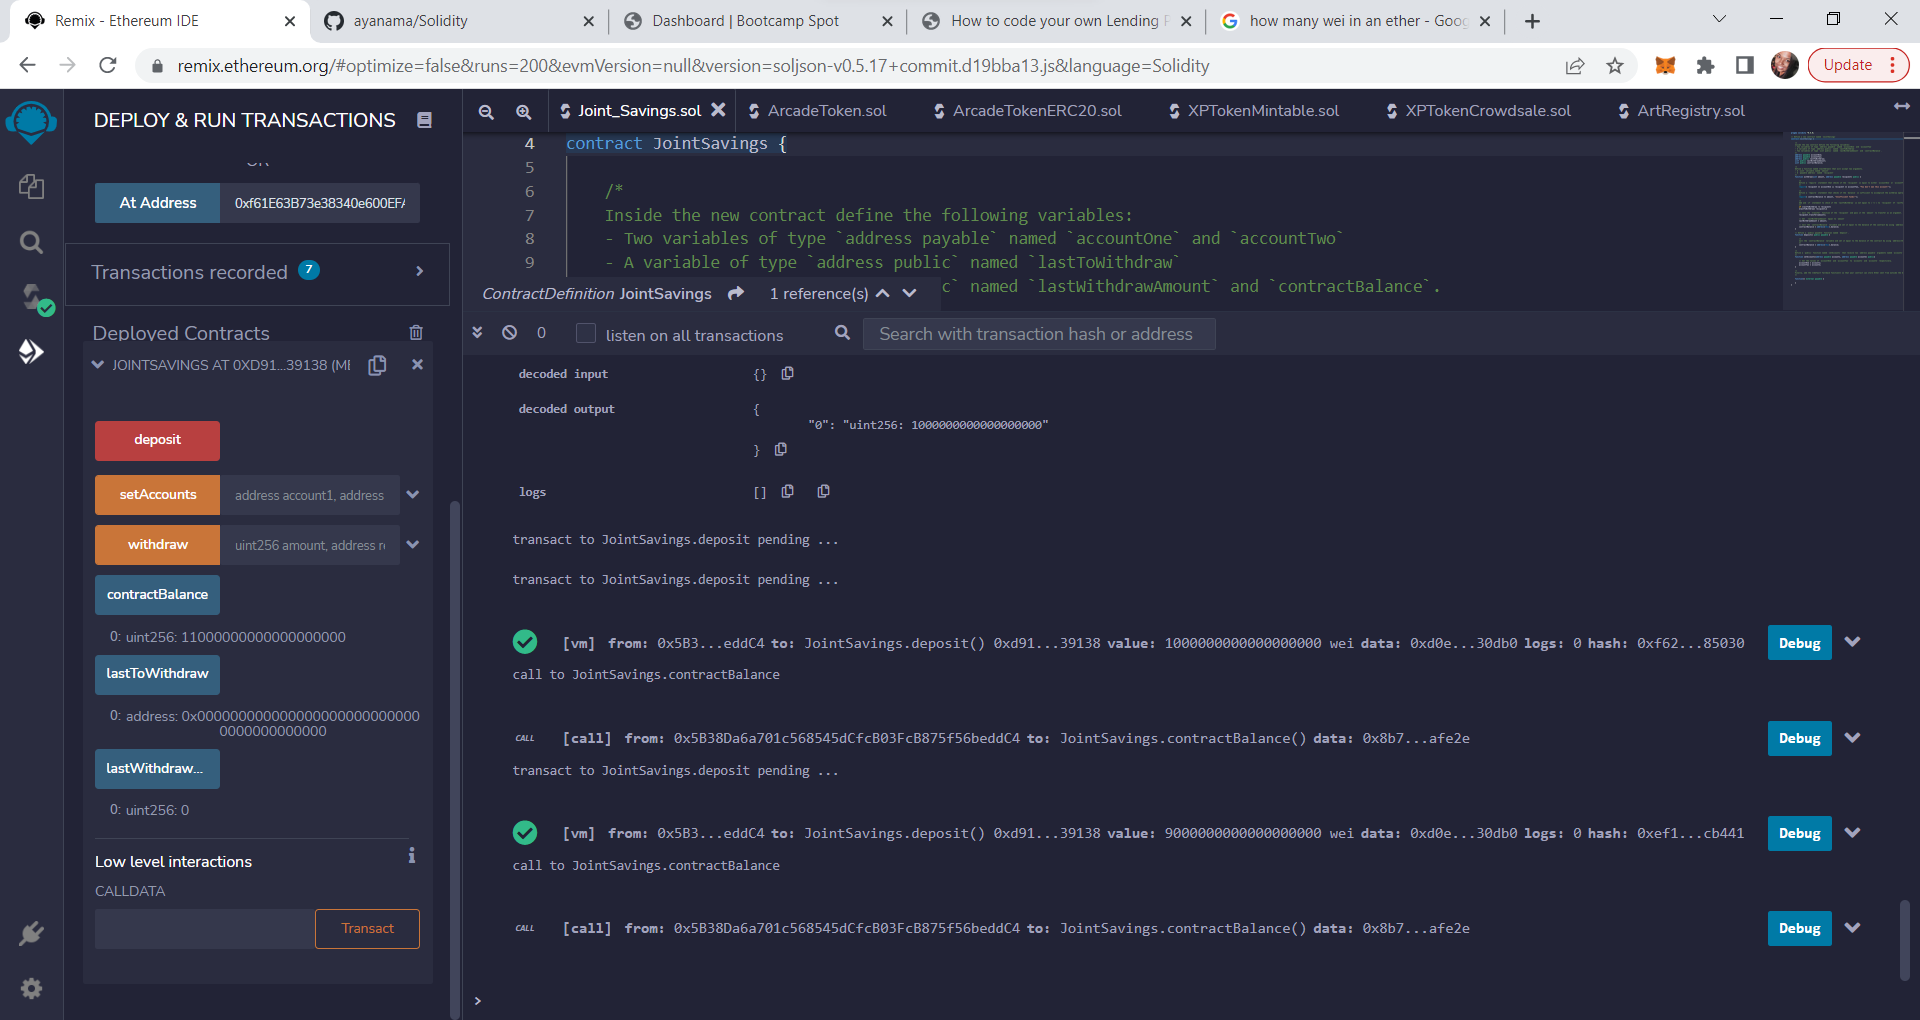 Remix - Ethereum IDE
ayanama/Solidity
Dashboard | Bootcamp Spot
How to code your own Lending P
how many wei in an ether - Goog
remix.ethereum.org/#optimize=false&runs=200&evmVersion=null&version=soljson-v0.5.17+commit.d19bba13.js&language=Solidity
Update
DEPLOY & RUN TRANSACTIONS
Joint_Savings.sol
ArcadeToken.sol
ArcadeTokenERC20.sol
XPTokenMintable.sol
XPTokenCrowdsale.sol
ArtRegistry.sol
OR
At Address
0xf61E63B73e38340e600EFA
Transactions recorded 7
Deployed Contracts
JOINTSAVINGS AT 0XD91...39138 (ME
deposit
setAccounts
address account1, address
withdraw
uint256 amount, address re
contractBalance
0: uint256: 11000000000000000000
lastToWithdraw
0: address: 0x00000000000000000000000000
00000000000000
lastWithdraw...
0: uint256: 0
Low level interactions
CALLDATA
Transact
4 contract JointSavings {
5
6 /*
7 Inside the new contract define the following variables:
8 - Two variables of type `address payable` named `accountOne` and `accountTwo`
9 - A variable of type `address public` named `lastToWithdraw`
c` named `lastWithdrawAmount` and `contractBalance`.
ContractDefinition JointSavings 1 reference(s)
0 listen on all transactions
Search with transaction hash or address
decoded input {}
decoded output {
"0": "uint256: 1000000000000000000"
}
logs []
transact to JointSavings.deposit pending ...
transact to JointSavings.deposit pending ...
[vm] from: 0x5B3...eddC4 to: JointSavings.deposit() 0xd91...39138 value: 1000000000000000000 wei data: 0xd0e...30db0 logs: 0 hash: 0xf62...85030
Debug
call to JointSavings.contractBalance
CALL [call] from: 0x5B38Da6a701c568545dCfcB03FcB875f56beddC4 to: JointSavings.contractBalance() data: 0x8b7...afe2e
Debug
transact to JointSavings.deposit pending ...
[vm] from: 0x5B3...eddC4 to: JointSavings.deposit() 0xd91...39138 value: 9000000000000000000 wei data: 0xd0e...30db0 logs: 0 hash: 0xef1...cb441
Debug
call to JointSavings.contractBalance
CALL [call] from: 0x5B38Da6a701c568545dCfcB03FcB875f56beddC4 to: JointSavings.contractBalance() data: 0x8b7...afe2e
Debug
>